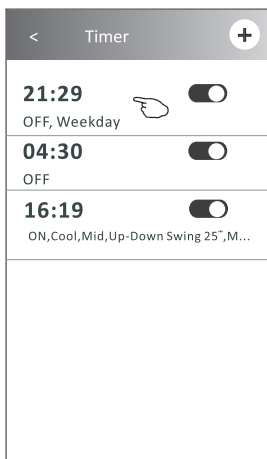 < Timer +
21:29
OFF, Weekday
04:30
OFF
16:19
ON,Cool,Mid,Up-Down Swing 25°,M...